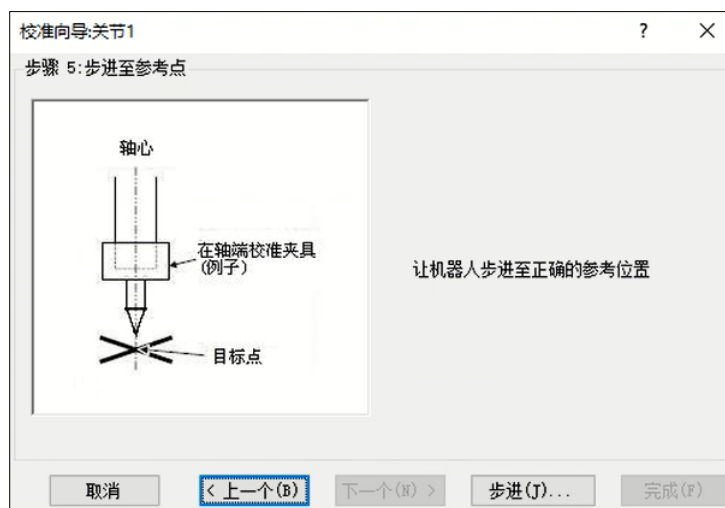 校准向导:关节1
步骤 5:步进至参考点
轴心
在轴端校准夹具
(例子)
目标点
让机器人步进至正确的参考位置
取消
< 上一个(B)
下一个(N) >
步进(J)...
完成(F)